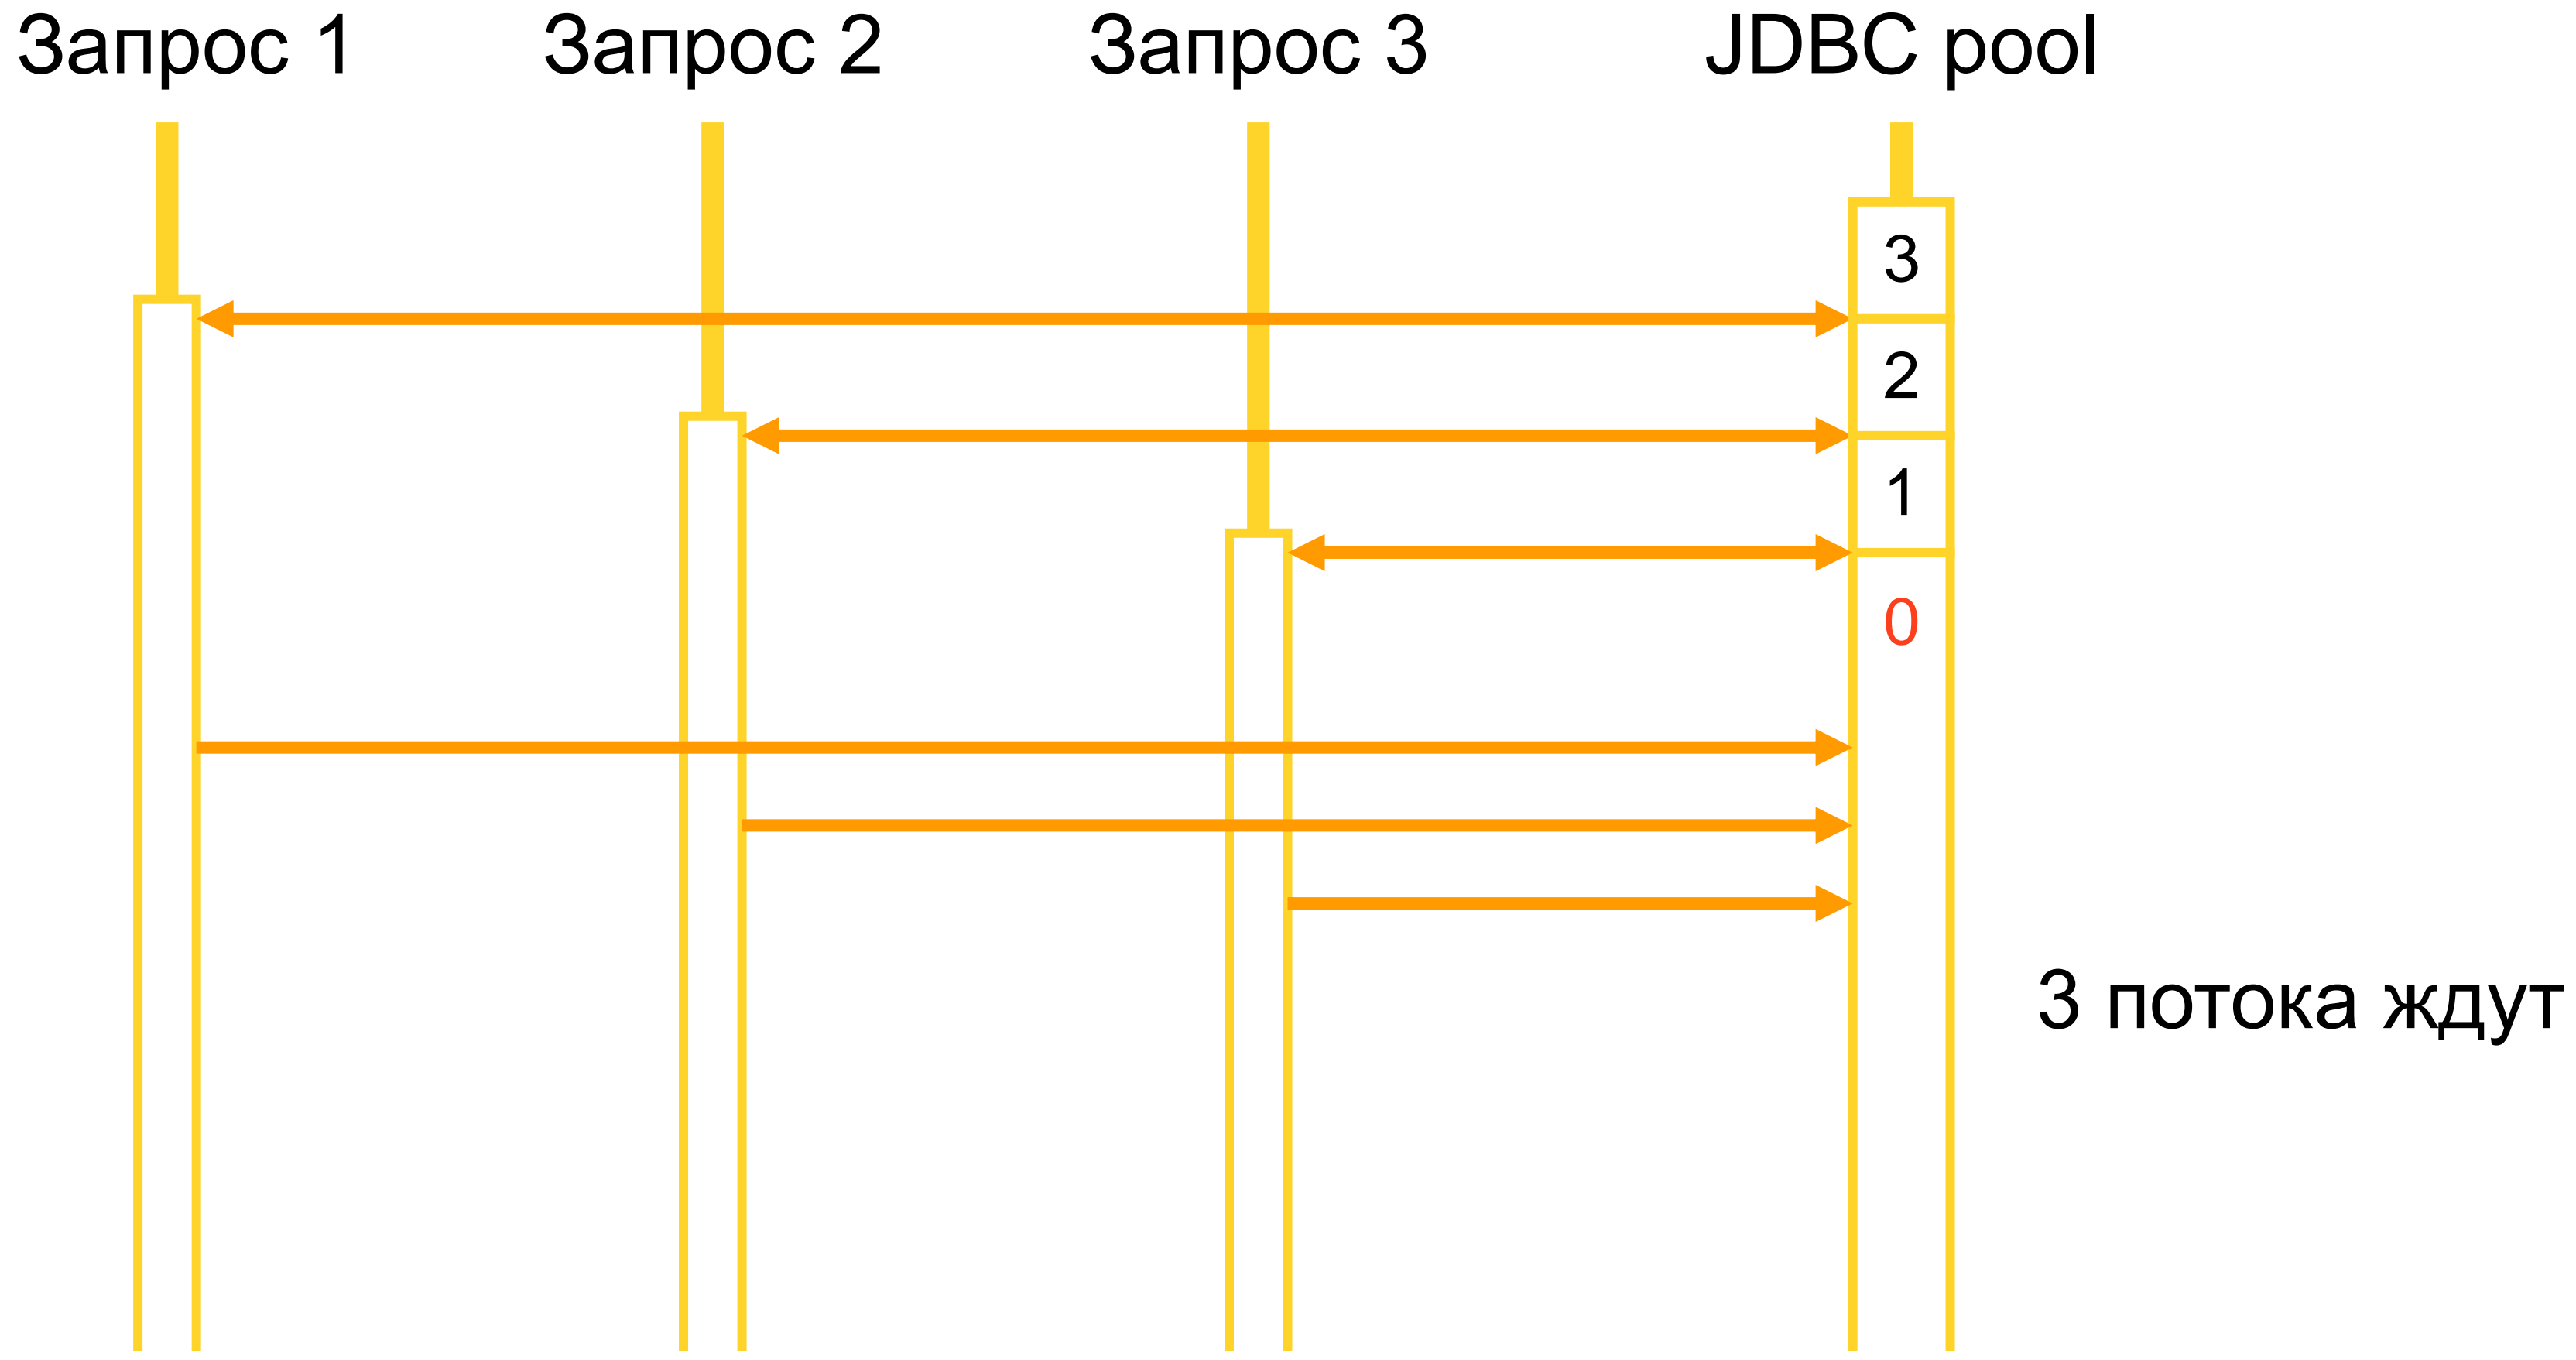 Запрос 1
Запрос 2
Запрос 3
JDBC pool
3
2
1
0
3 потока ждут